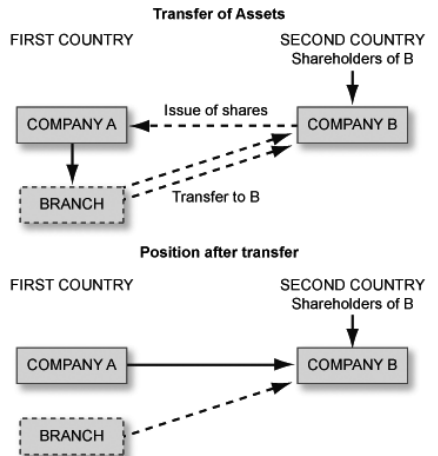 Transfer of Assets
FIRST COUNTRY
SECOND COUNTRY
Shareholders of B
Issue of shares
COMPANY A
COMPANY B
BRANCH
Transfer to B
Position after transfer
FIRST COUNTRY
SECOND COUNTRY
Shareholders of B
COMPANY A
COMPANY B
BRANCH